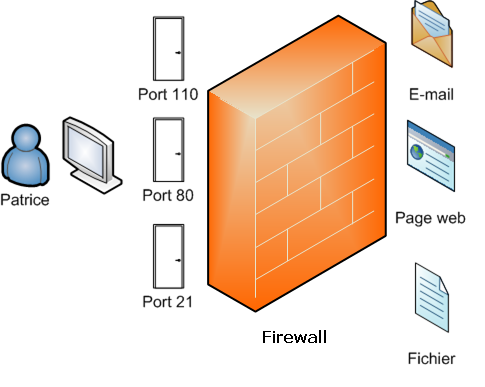 Port 110
E-mail
Patrice
Port 80
Page web
Port 21
Firewall
Fichier